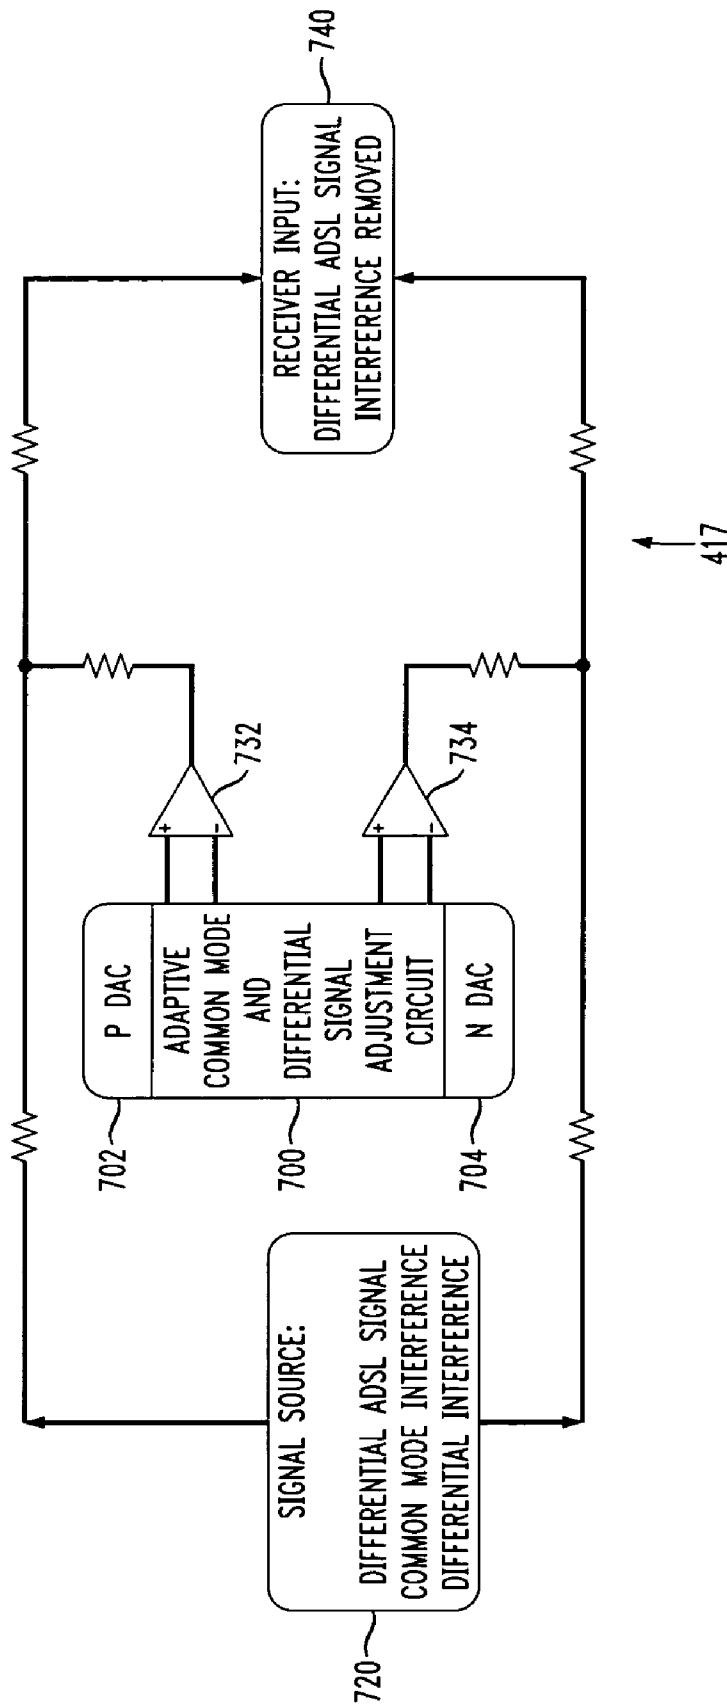 720
SIGNAL SOURCE:
DIFFERENTIAL ADSL SIGNAL
COMMON MODE INTERFERENCE
DIFFERENTIAL INTERFERENCE
702
P DAC
700
ADAPTIVE
COMMON MODE
AND
DIFFERENTIAL
SIGNAL
ADJUSTMENT
CIRCUIT
704
N DAC
+
-
732
+
-
734
740
RECEIVER INPUT:
DIFFERENTIAL ADSL SIGNAL
INTERFERENCE REMOVED
417